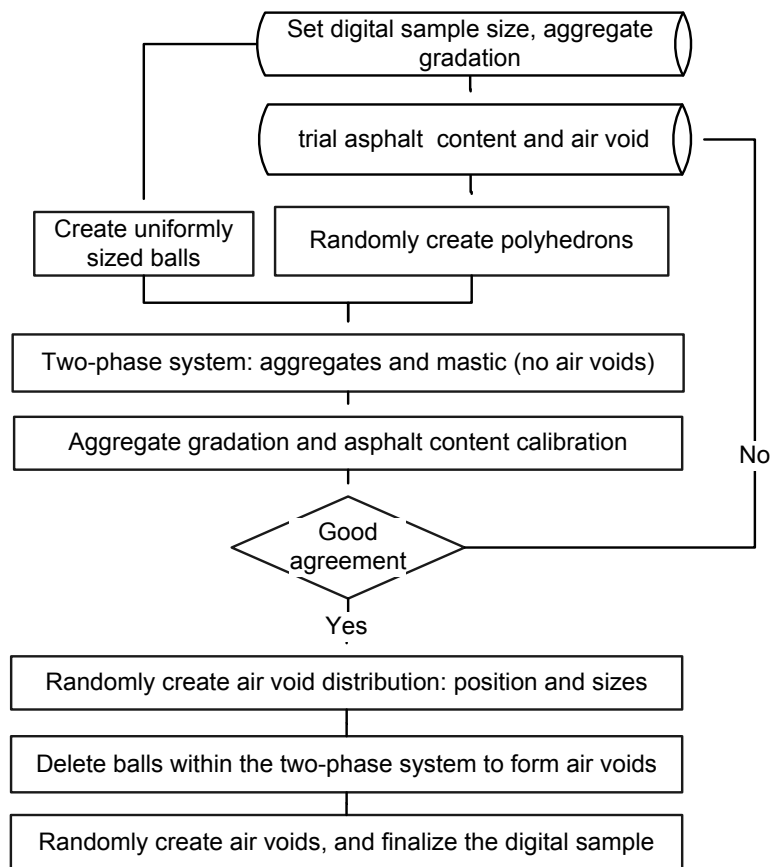 Set digital sample size, aggregate
gradation
trial asphalt content and air void
Create uniformly
sized balls
Randomly create polyhedrons
Two-phase system: aggregates and mastic (no air voids)
Aggregate gradation and asphalt content calibration
No
Good
agreement
Yes
Randomly create air void distribution: position and sizes
Delete balls within the two-phase system to form air voids
Randomly create air voids, and finalize the digital sample